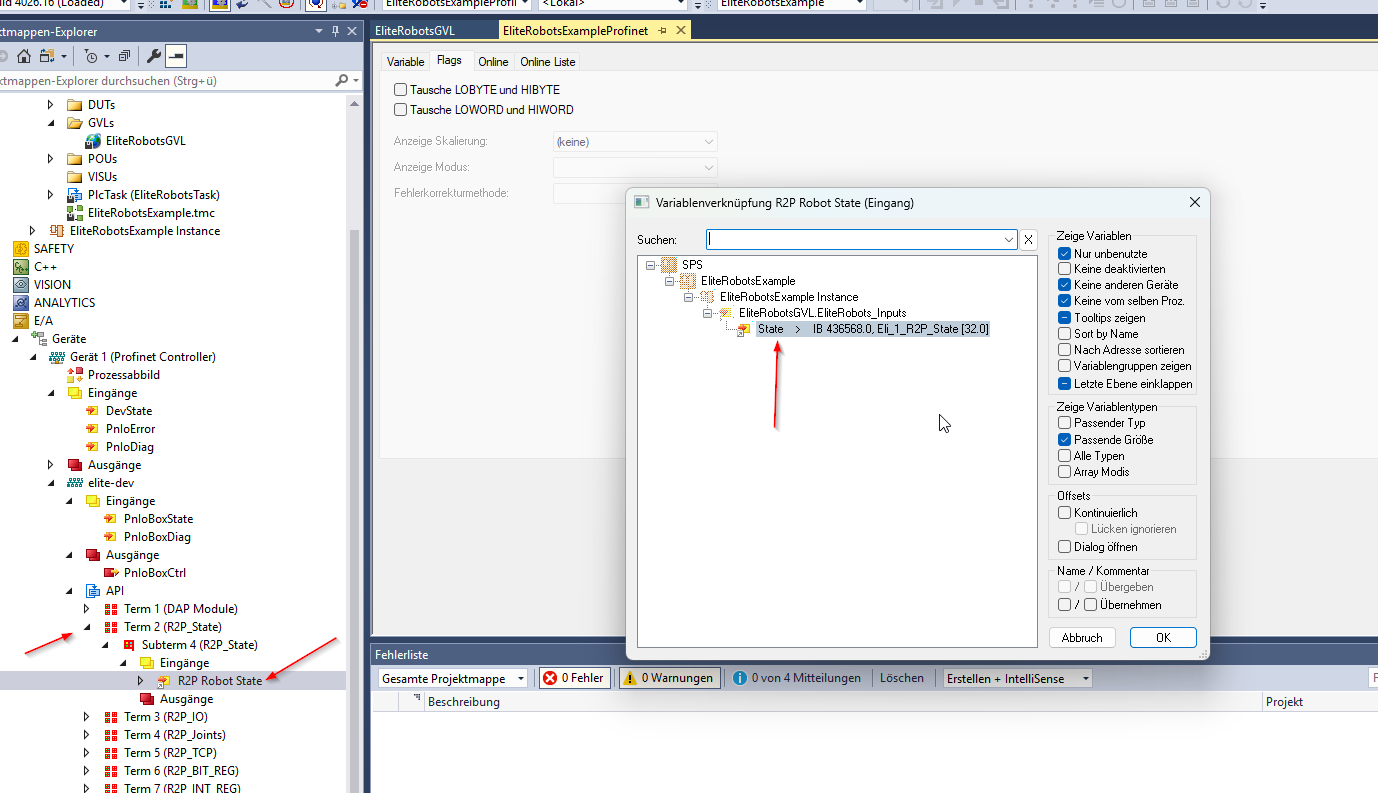 ild 4026.16 (Loaded)
EliteRobotsExampleProfil
<Lokal>
EliteRobotsExample
ktmappen-Explorer
ktmappen-Explorer durchsuchen (Strg+ü)
DUTs
GVLs
EliteRobotsGVL
POUs
VISUs
PlcTask (EliteRobotsTask)
EliteRobotsExample.tmc
EliteRobotsExample Instance
SAFETY
C++
VISION
ANALYTICS
E/A
Geräte
Gerät 1 (Profinet Controller)
Prozessabbild
Eingänge
DevState
PnIoError
PnIoDiag
Ausgänge
elite-dev
Eingänge
PnIoBoxState
PnIoBoxDiag
Ausgänge
PnIoBoxCtrl
API
Term 1 (DAP Module)
Term 2 (R2P_State)
Subterm 4 (R2P_State)
Eingänge
R2P Robot State
Ausgänge
Term 3 (R2P_IO)
Term 4 (R2P_Joints)
Term 5 (R2P_TCP)
Term 6 (R2P_BIT_REG)
Term 7 (R2P_INT_REG)
EliteRobotsGVL
EliteRobotsExampleProfinet
Variable Flags Online Online Liste
Tausche LOBYTE und HIBYTE
Tausche LOWORD und HIWORD
Anzeige Skalierung: (keine)
Anzeige Modus:
Fehlerkorrekturmethode:
Variablenverknüpfung R2P Robot State (Eingang)
Suchen:
X
SPS
EliteRobotsExample
EliteRobotsExample Instance
EliteRobotsGVL.EliteRobots_Inputs
State > IB 436568.0, Eli_1_R2P_State [32.0]
Zeige Variablen
Nur unbenutzte
Keine deaktivierten
Keine anderen Geräte
Keine vom selben Proz.
Tooltips zeigen
Sort by Name
Nach Adresse sortieren
Variablengruppen zeigen
Letzte Ebene einklappen
Zeige Variablentypen
Passender Typ
Passende Größe
Alle Typen
Array Modis
Offsets
Kontinuierlich
Lücken ignorieren
Dialog öffnen
Name / Kommentar
/ Übergeben
/ Übernehmen
Abbruch
OK
Fehlerliste
Gesamte Projektmappe
0 Fehler
0 Warnungen
0 von 4 Mitteilungen
Löschen
Erstellen + IntelliSense
Beschreibung
Projekt